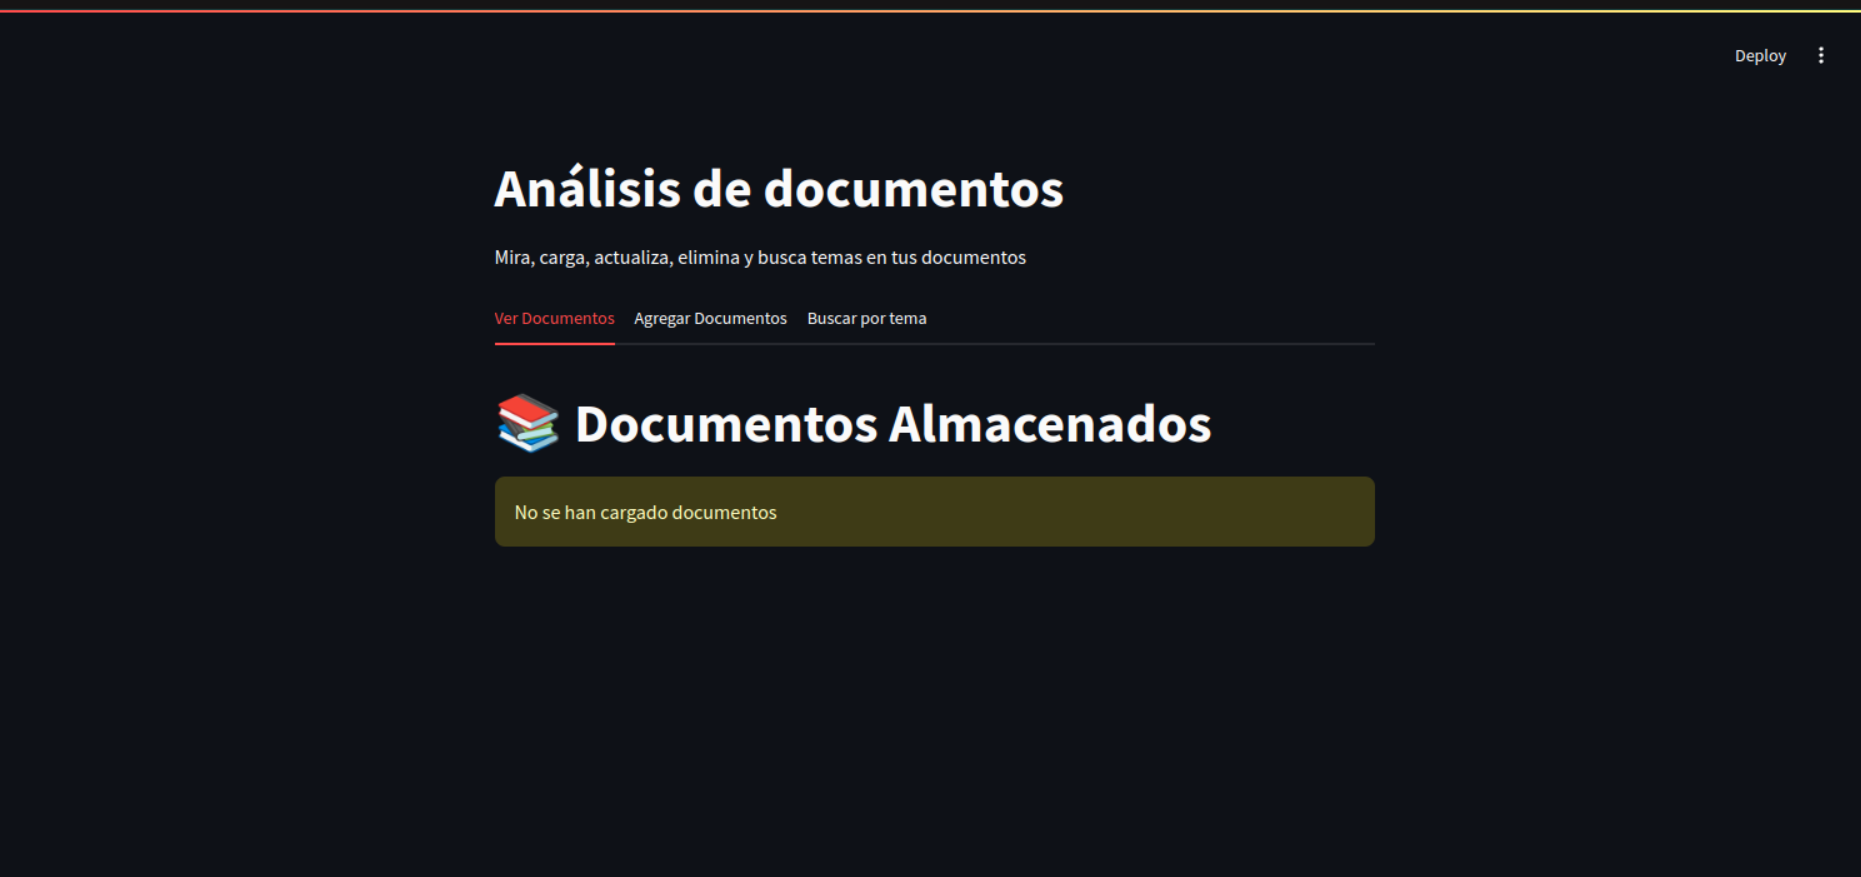 Deploy
Análisis de documentos
Mira, carga, actualiza, elimina y busca temas en tus documentos
Ver Documentos Agregar Documentos Buscar por tema
📚 Documentos Almacenados
No se han cargado documentos